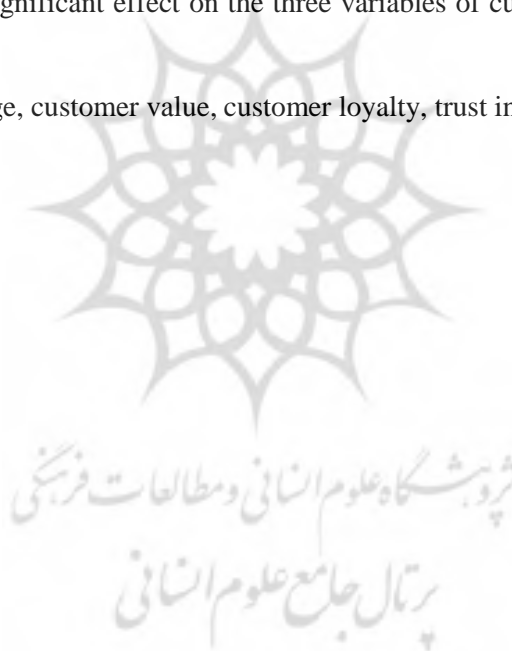 gnificant effect on the three variables of cu
ge, customer value, customer loyalty, trust in
پژوهشگاه علوم انسانی و مطالعات فرهنگی
پرتال جامع علوم انسانی